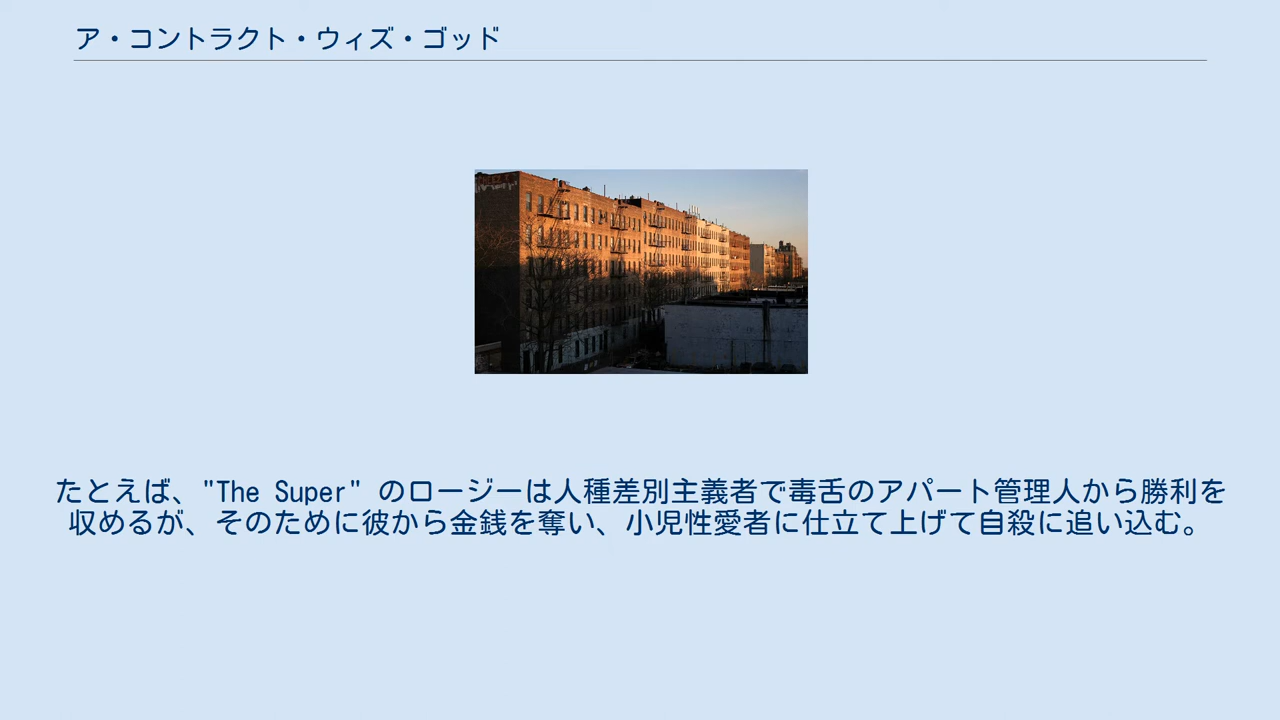 ア・コントラクト・ウィズ・ゴッド
たとえば、"The Super" のロージーは人種差別主義者で毒舌のアパート管理人から勝利を
収めるが、そのために彼から金銭を奪い、小児性愛者に仕立て上げて自殺に追い込む。